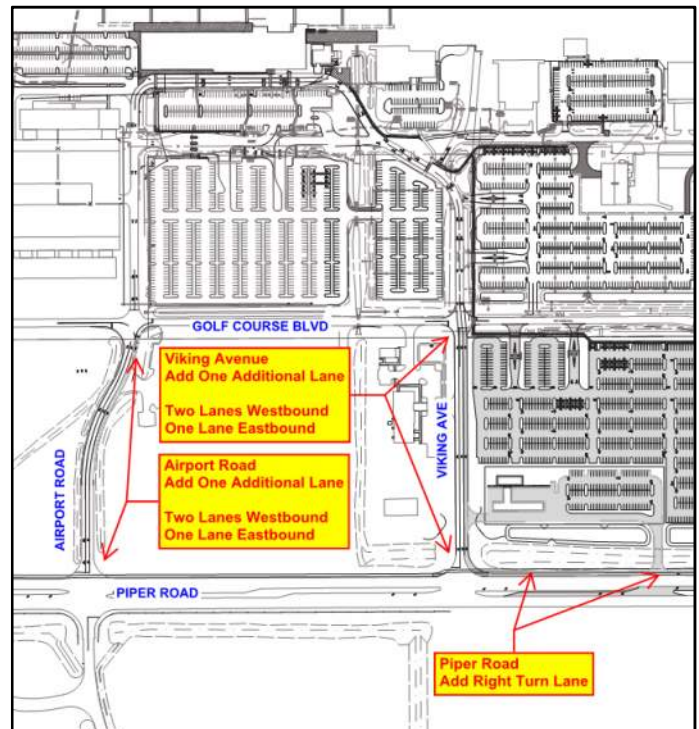 GOLF COURSE BLVD
Viking Avenue
Add One Additional Lane
Two Lanes Westbound
One Lane Eastbound
VIKING AVE
Airport Road
Add One Additional Lane
Two Lanes Westbound
One Lane Eastbound
AIRPORT ROAD
PIPER ROAD
Piper Road
Add Right Turn Lane